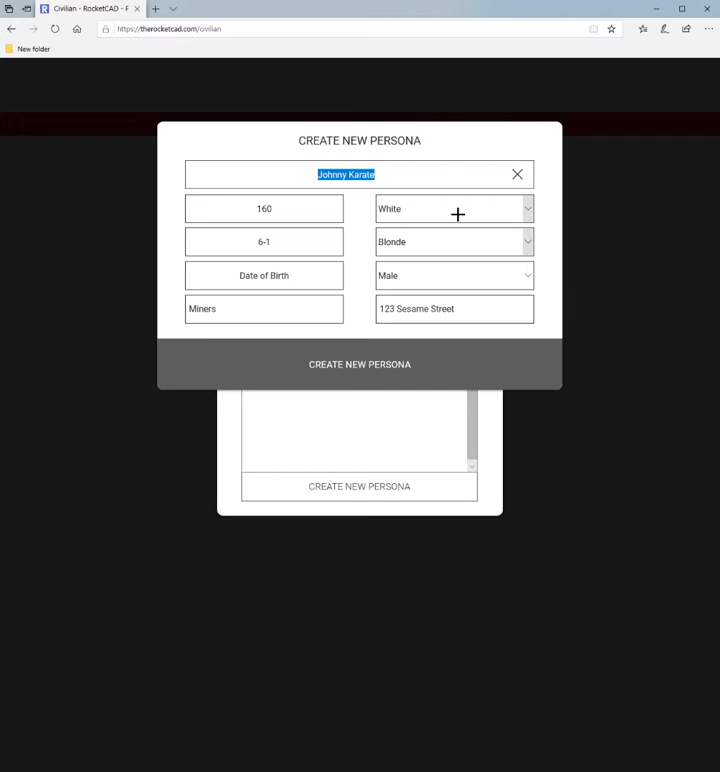 Civilian - RocketCAD - F
https://therocketcad.com/civilian
New folder
CREATE NEW PERSONA
Johnny Karate
160
White
6-1
Blonde
Date of Birth
Male
Miners
123 Sesame Street
CREATE NEW PERSONA
CREATE NEW PERSONA